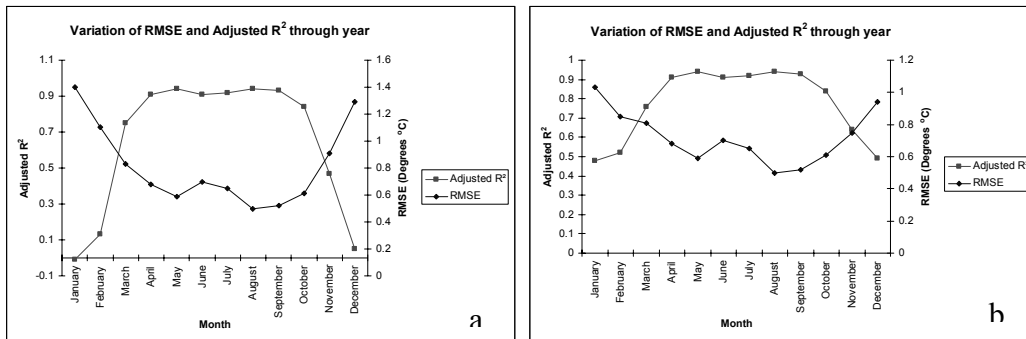 Variation of RMSE and Adjusted R² through year
Adjusted R²
1.1
0.9
0.7
0.5
0.3
0.1
-0.1
1.6
1.4
1.2
1
0.8
0.6
0.4
0.2
0
RMSE (Degrees °C)
January
February
March
April
May
June
July
August
September
October
November
December
Month
Adjusted R²
RMSE
a
Variation of RMSE and Adjusted R² through year
Adjusted R²
1
0.9
0.8
0.7
0.6
0.5
0.4
0.3
0.2
0.1
0
1.2
1
0.8
0.6
0.4
0.2
0
RMSE (Degrees °C)
January
February
March
April
May
June
July
August
September
October
November
December
Month
Adjusted R
RMSE
b